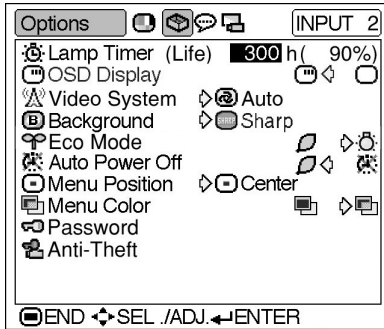 Options INPUT 2
Lamp Timer (Life) 300 h( 90%)
OSD Display
Video System Auto
B Background SHARP Sharp
Eco Mode
Auto Power Off
Menu Position Center
Menu Color
Password
Anti-Theft
END SEL./ADJ. ENTER